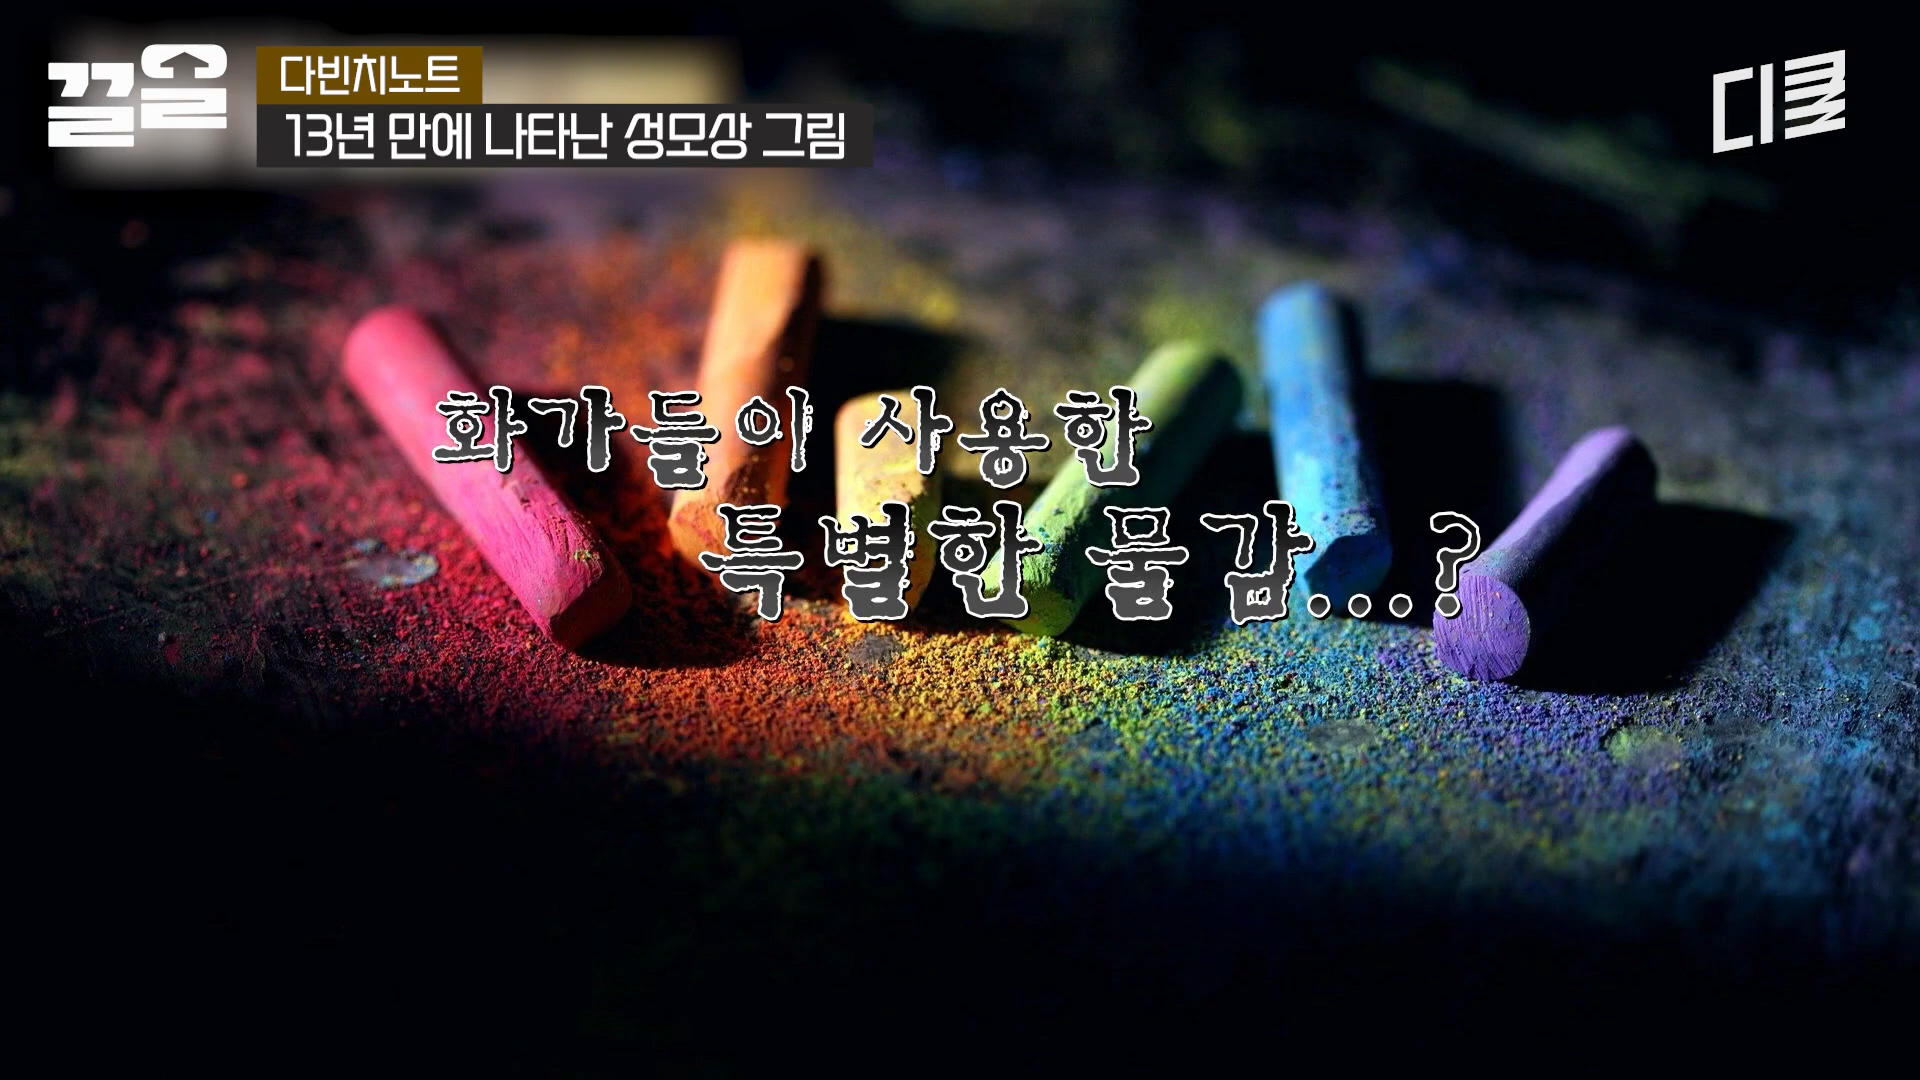 끌올
다빈치노트
13년 만에 나타난 성모상 그림
디클
화가들이 사용한
특별한 물감...?